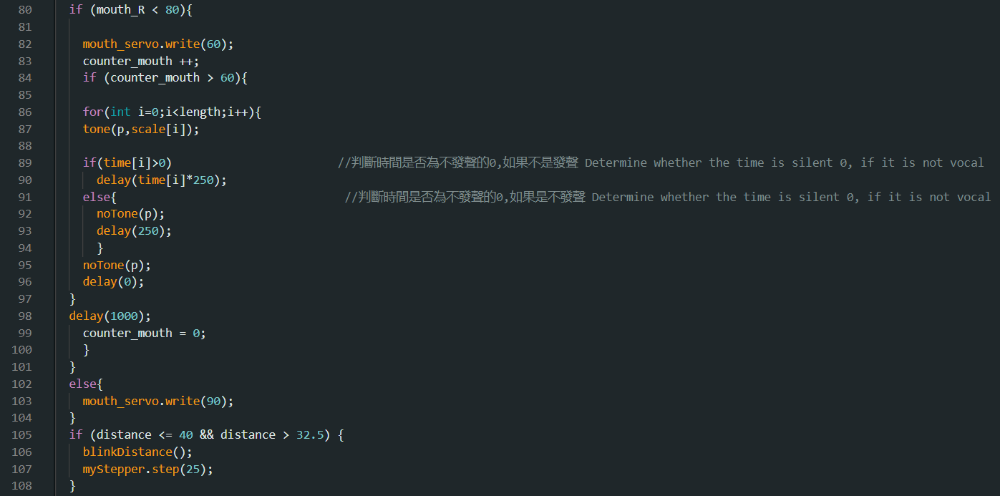 80 if (mouth_R < 80){
81
82 mouth_servo.write(60);
83 counter_mouth ++;
84 if (counter_mouth > 60){
85
86 for(int i=0;i<length;i++){
87 tone(p,scale[i]);
88
89 if(time[i]>0) //判斷時間是否為不發聲的0,如果不是發聲 Determine whether the time is silent 0, if it is not vocal
90 delay(time[i]*250);
91 else{ //判斷時間是否為不發聲的0,如果是不發聲 Determine whether the time is silent 0, if it is not vocal
92 noTone(p);
93 delay(250);
94 }
95 noTone(p);
96 delay(0);
97 }
98 delay(1000);
99 counter_mouth = 0;
100 }
101 }
102 else{
103 mouth_servo.write(90);
104 }
105 if (distance <= 40 && distance > 32.5) {
106 blinkDistance();
107 myStepper.step(25);
108 }